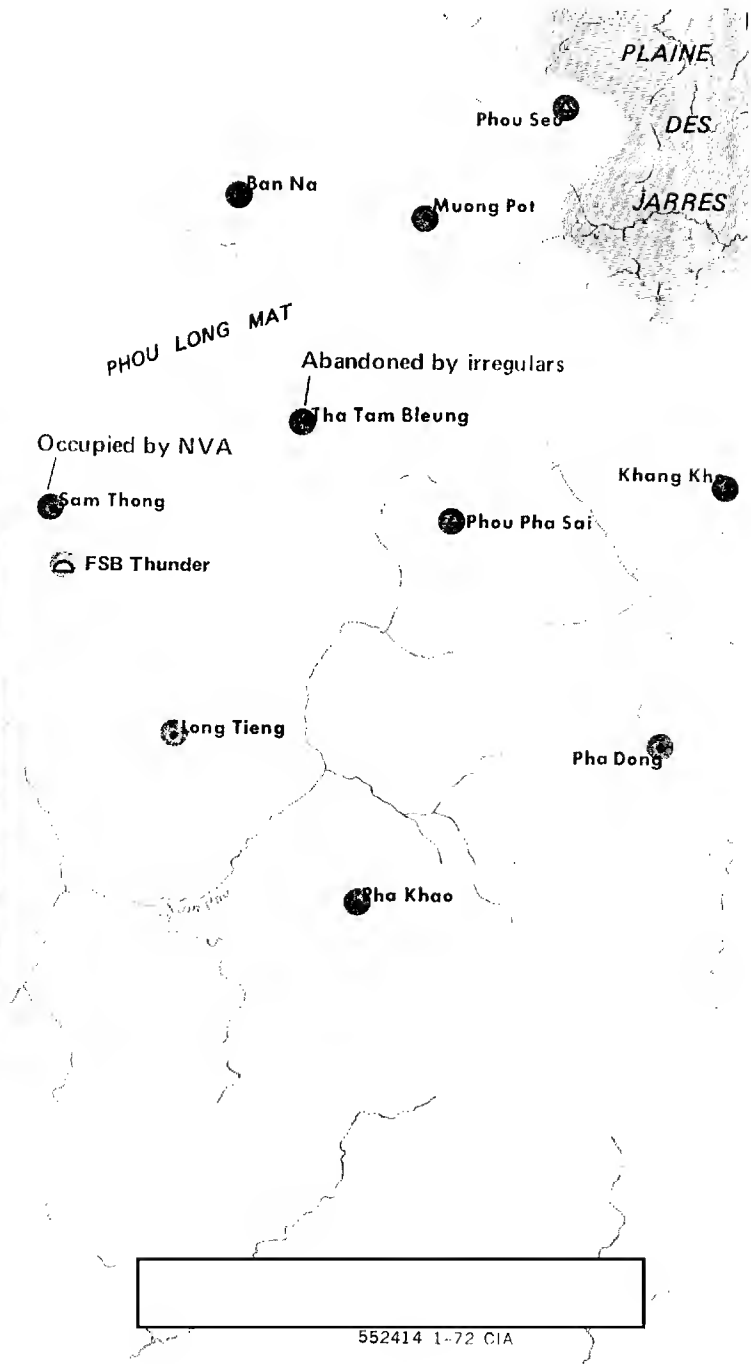 PLAINE
DES
JARRES
Phou Seu
Ban Na
Muong Pot
PHOU LONG MAT
Abandoned by irregulars
Tha Tam Bleung
Occupied by NVA
Sam Thong
Khang Kho
Phou Pha Sai
FSB Thunder
Long Tieng
Pha Dong
Pha Khao
552414 1-72 CIA